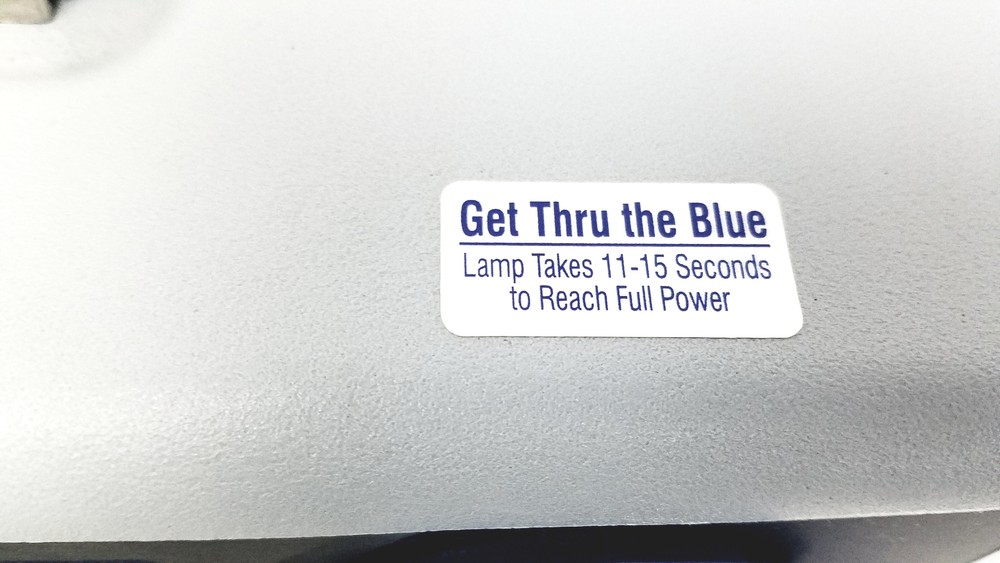 Get Thru the Blue
Lamp Takes 11-15 Seconds
to Reach Full Power